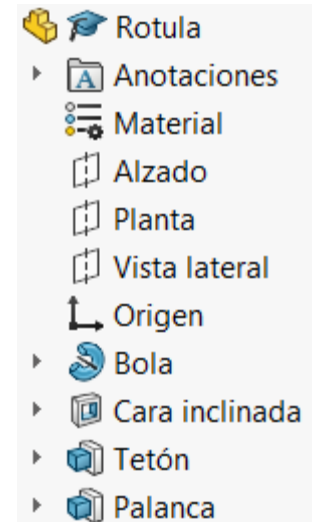 Rotula
Anotaciones
Material
Alzado
Planta
Vista lateral
Origen
Bola
Cara inclinada
Tetón
Palanca